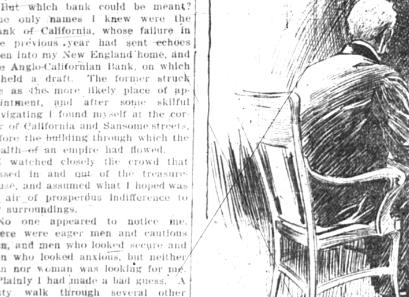 But which bank could be meant?
e only names I knew were the
ank of California, whose failure in
e previous year had sent echoes
en into my New England home, and
e Anglo-Californian Bank, on which
held a draft. The former struck
s as the more likely place of ap-
intment, and after some skilful
vigating I found myself at the cor-
r of California and Sansome streets,
fore the building through which the
alth of an empire had flowed.
watched closely the crowd that
ssed in and out of the treasure-
use, and assumed what I hoped was
air of prosperous indifference to
surroundings.
No one appeared to notice me.
ere were eager men and cautious
n, and men who looked secure and
n who looked anxious, but neither
n nor woman was looking for me.
Plainly I had made a bad guess. A
sty walk through several other